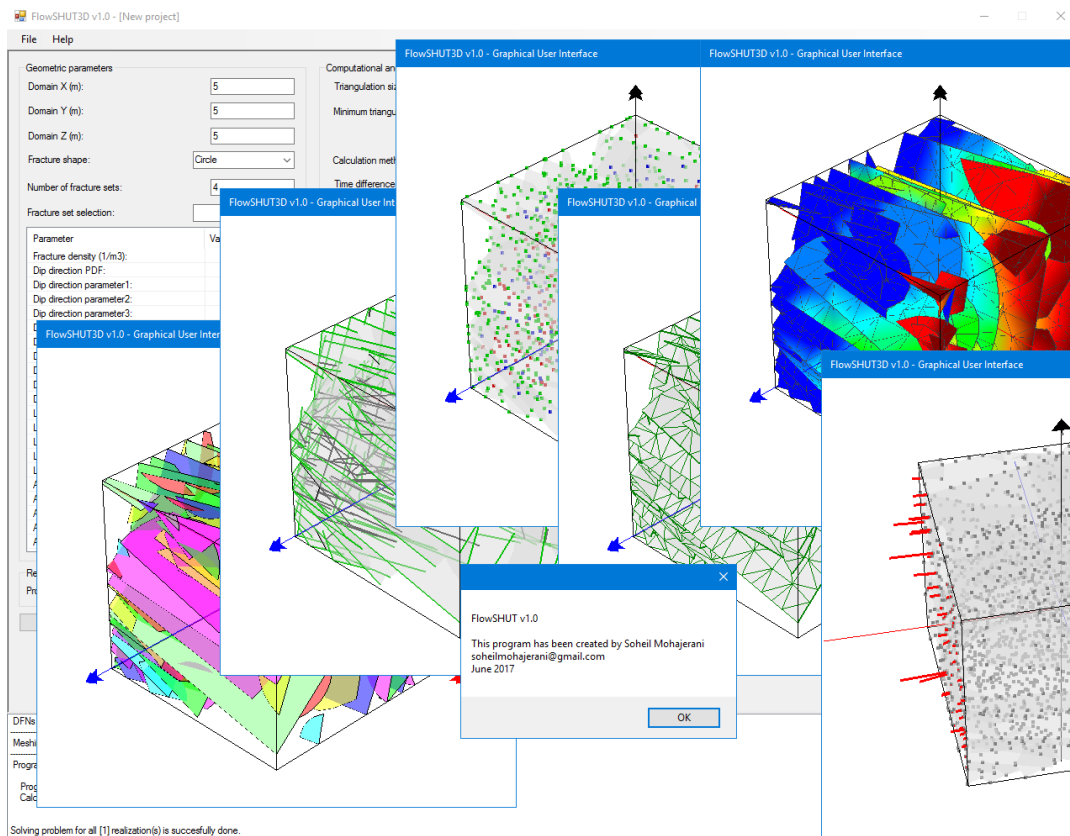 FlowSHUT3D v1.0 - [New project]
File Help
Geometric parameters
Domain X (m): 5
Domain Y (m): 5
Domain Z (m): 5
Fracture shape: Circle
Number of fracture sets: 4
Fracture set selection:
Parameter
Fracture density (1/m3):
Dip direction PDF:
Dip direction parameter1:
Dip direction parameter2:
Dip direction parameter3:
Computational an
Triangulation siz
Minimum triangu
Calculation meth
Time difference
FlowSHUT3D v1.0 - Graphical User Interface
FlowSHUT3D v1.0 - Graphical User Interface
FlowSHUT3D v1.0 - Graphical User Int
FlowSHUT3D v1.0 - Graphical
FlowSHUT3D v1.0 - Graphical User Interf
FlowSHUT3D v1.0 - Graphical User Interface
FlowSHUT v1.0
This program has been created by Soheil Mohajerani
soheilmohajerani@gmail.com
June 2017
OK
DFNs
Meshi
Progra
Prog
Calc
Solving problem for all [1] realization(s) is succesfully done.